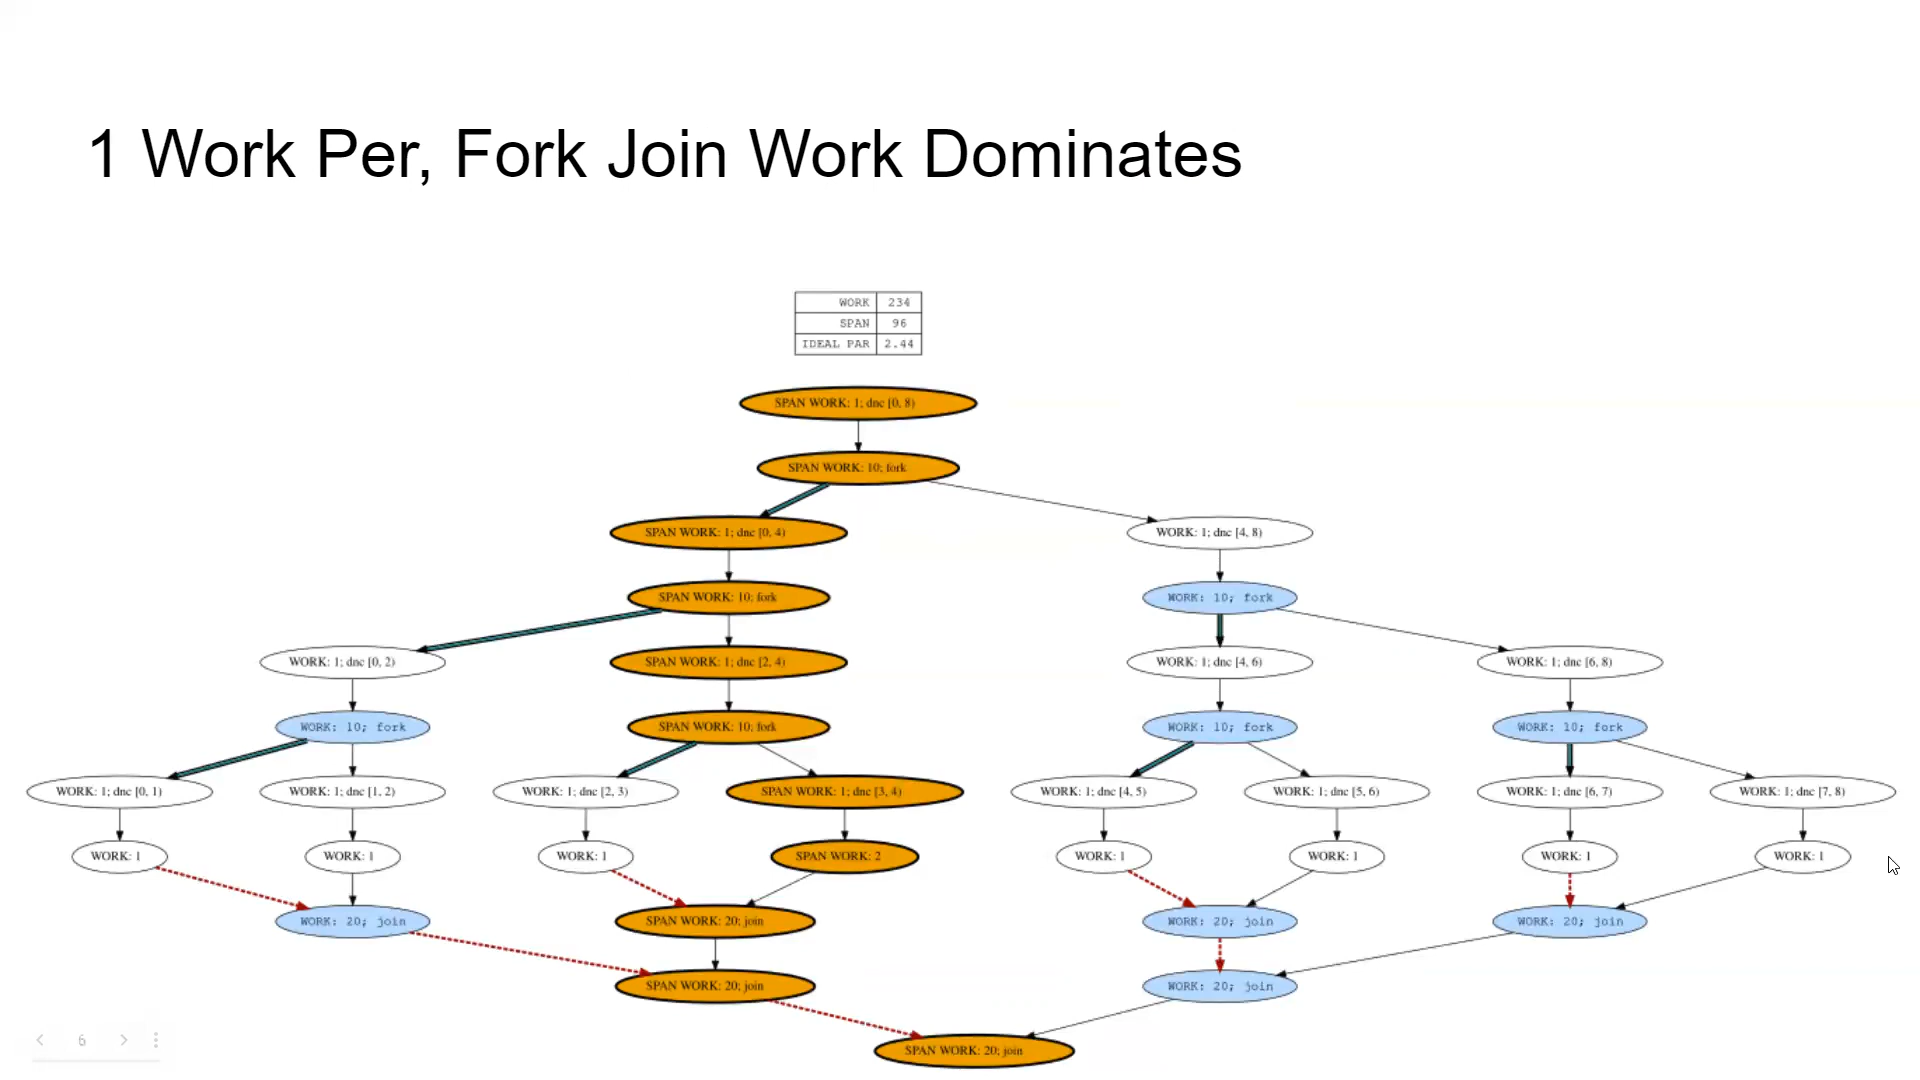 1 Work Per, Fork Join Work Dominates
WORK 234
SPAN 96
IDEAL PAR 2.44
SPAN WORK: 1; dnc [0, 8)
SPAN WORK: 10; fork
SPAN WORK: 1; dnc [0, 4)
WORK: 1; dnc [4, 8)
SPAN WORK: 10; fork
WORK: 10; fork
WORK: 1; dnc [0, 2)
SPAN WORK: 1; dnc [2, 4)
WORK: 1; dnc [4, 6)
WORK: 1; dnc [6, 8)
WORK: 10; fork
SPAN WORK: 10; fork
WORK: 10; fork
WORK: 10; fork
WORK: 1; dnc [0, 1)
WORK: 1; dnc [1, 2)
WORK: 1; dnc [2, 3)
SPAN WORK: 1; dnc [3, 4)
WORK: 1; dnc [4, 5)
WORK: 1; dnc [5, 6)
WORK: 1; dnc [6, 7)
WORK: 1; dnc [7, 8)
WORK: 1
WORK: 1
WORK: 1
SPAN WORK: 2
WORK: 1
WORK: 1
WORK: 1
WORK: 1
WORK: 20; join
SPAN WORK: 20; join
WORK: 20; join
WORK: 20; join
SPAN WORK: 20; join
WORK: 20; join
SPAN WORK: 20; join
6